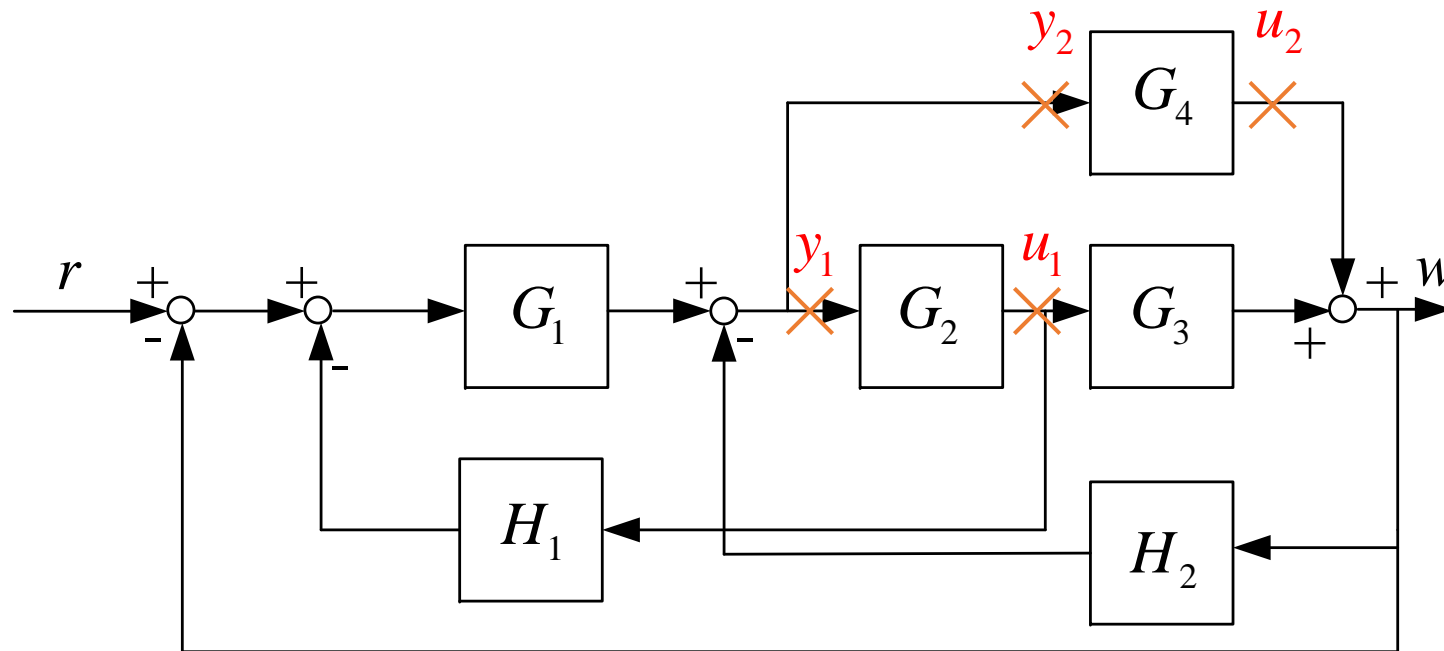 y₂ u₂
G₄
r + - + - G₁ + - y₁ G₂ u₁ G₃ + + w
H₁ H₂